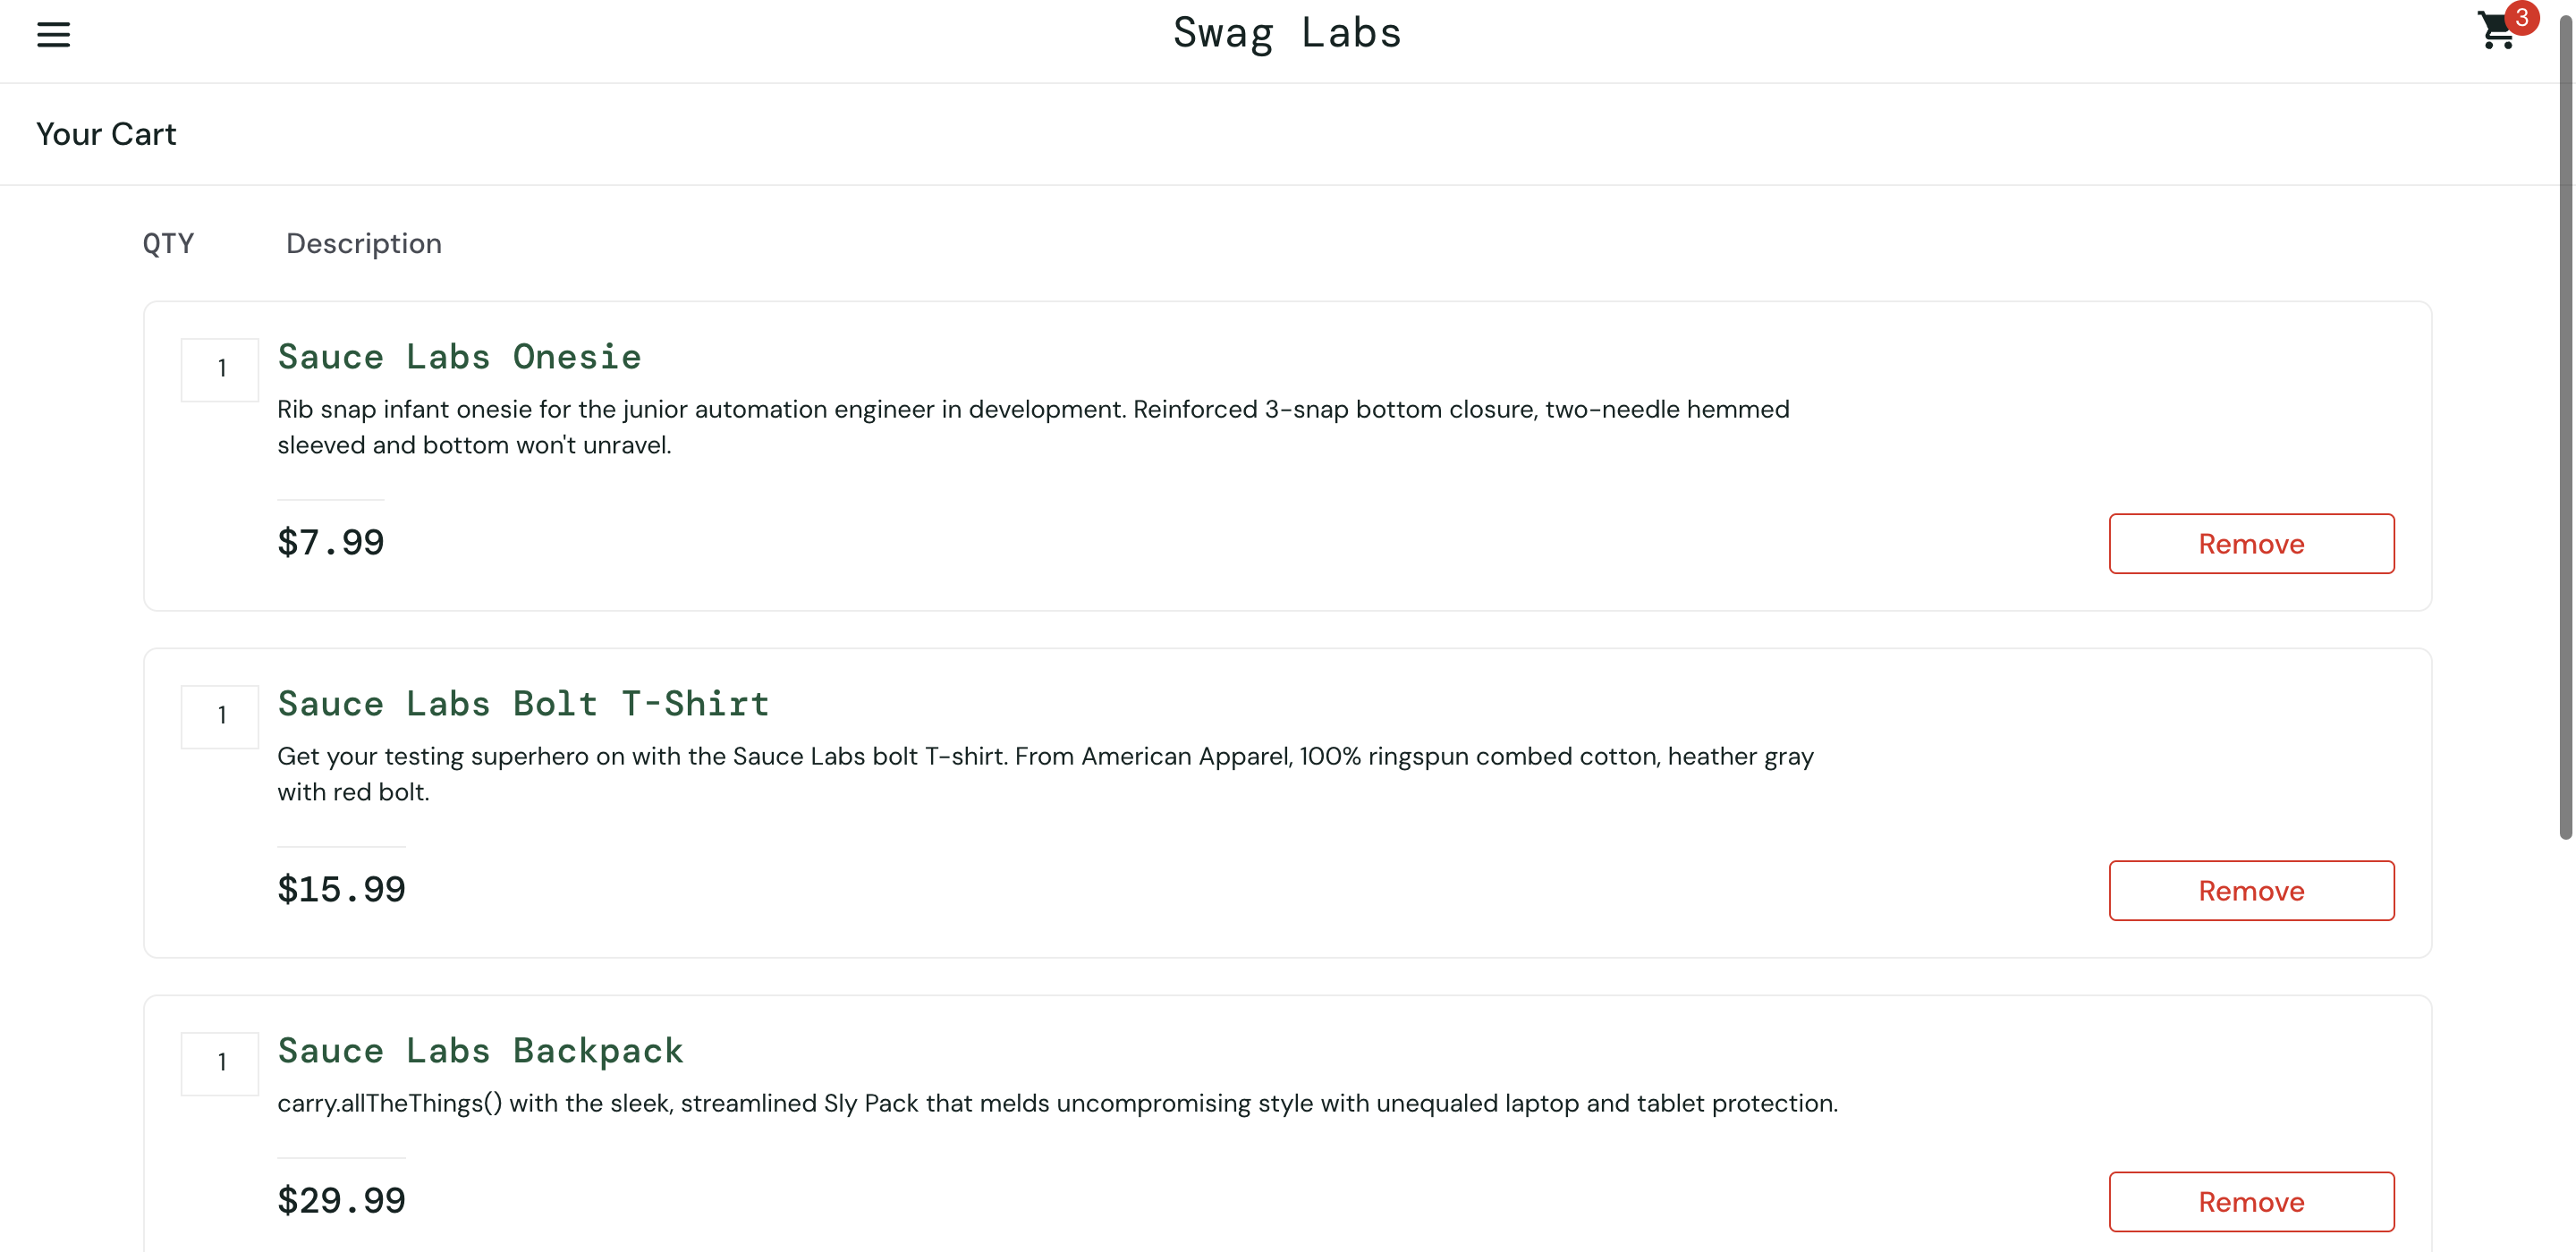 Swag Labs
3
Your Cart
QTY Description
1
Sauce Labs Onesie
Rib snap infant onesie for the junior automation engineer in development. Reinforced 3-snap bottom closure, two-needle hemmed
sleeved and bottom won't unravel.
$7.99
Remove
1
Sauce Labs Bolt T-Shirt
Get your testing superhero on with the Sauce Labs bolt T-shirt. From American Apparel, 100% ringspun combed cotton, heather gray
with red bolt.
$15.99
Remove
1
Sauce Labs Backpack
carry.allTheThings() with the sleek, streamlined Sly Pack that melds uncompromising style with unequaled laptop and tablet protection.
$29.99
Remove